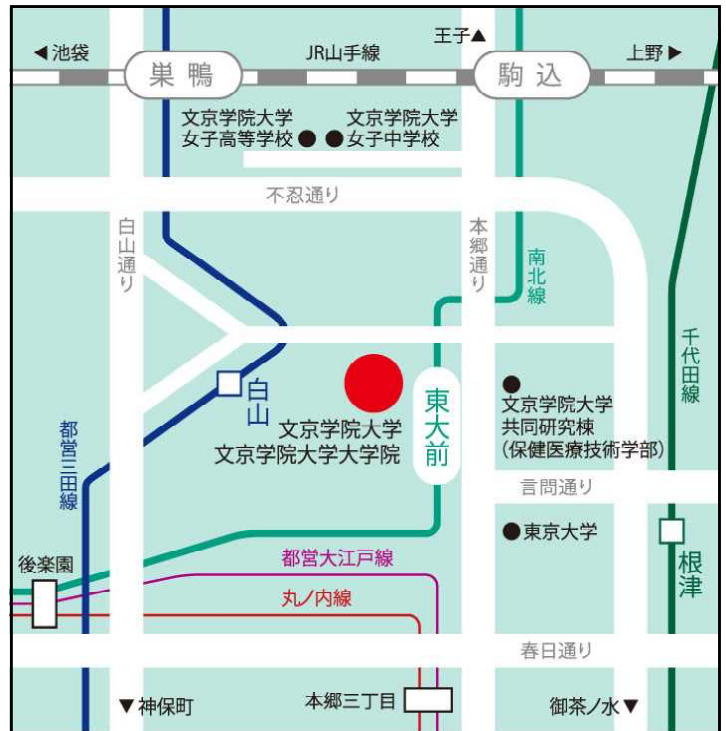 王子▲
◀池袋
巣鴨
JR山手線
駒込
上野▶
文京学院大学
女子高等学校
文京学院大学
女子中学校
不忍通り
白山通り
本郷通り
南北線
千代田線
白山
東大前
文京学院大学
文京学院大学大学院
文京学院大学
共同研究棟
(保健医療技術学部)
都営三田線
言問通り
東京大学
根津
後楽園
都営大江戸線
丸ノ内線
春日通り
▼神保町
本郷三丁目
御茶ノ水▼